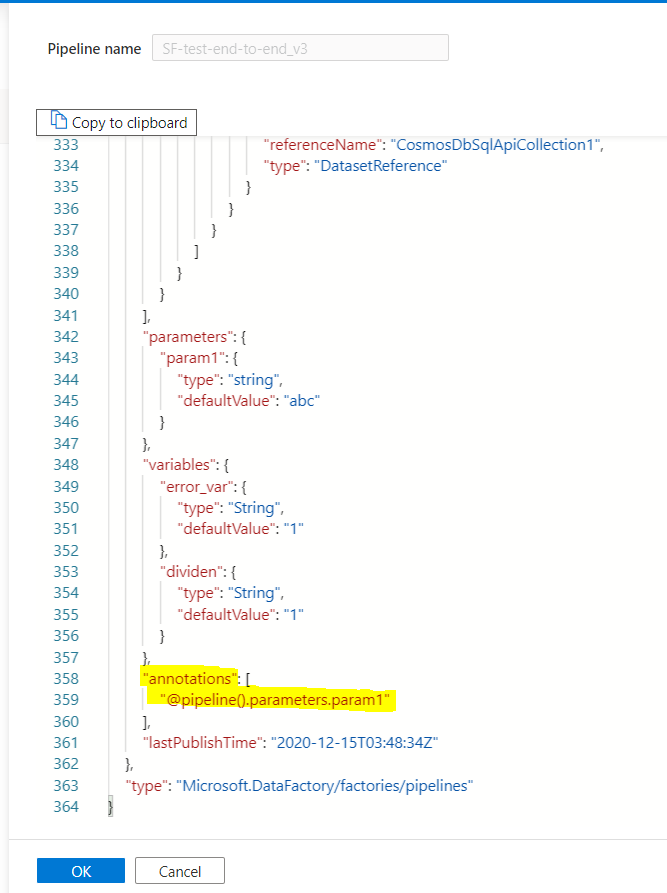 Pipeline name SF-test-end-to-end_v3
Copy to clipboard
333 "referenceName": "CosmosDbSqlApiCollection1",
334 "type": "DatasetReference"
335 }
336 }
337 }
338 ]
339 }
340 }
341 ],
342 "parameters": {
343 "param1": {
344 "type": "string",
345 "defaultValue": "abc"
346 }
347 },
348 "variables": {
349 "error_var": {
350 "type": "String",
351 "defaultValue": "1"
352 },
353 "dividen": {
354 "type": "String",
355 "defaultValue": "1"
356 }
357 },
358 "annotations": [
359 "@pipeline().parameters.param1"
360 ],
361 "lastPublishTime": "2020-12-15T03:48:34Z"
362 },
363 "type": "Microsoft.DataFactory/factories/pipelines"
364 }
OK Cancel